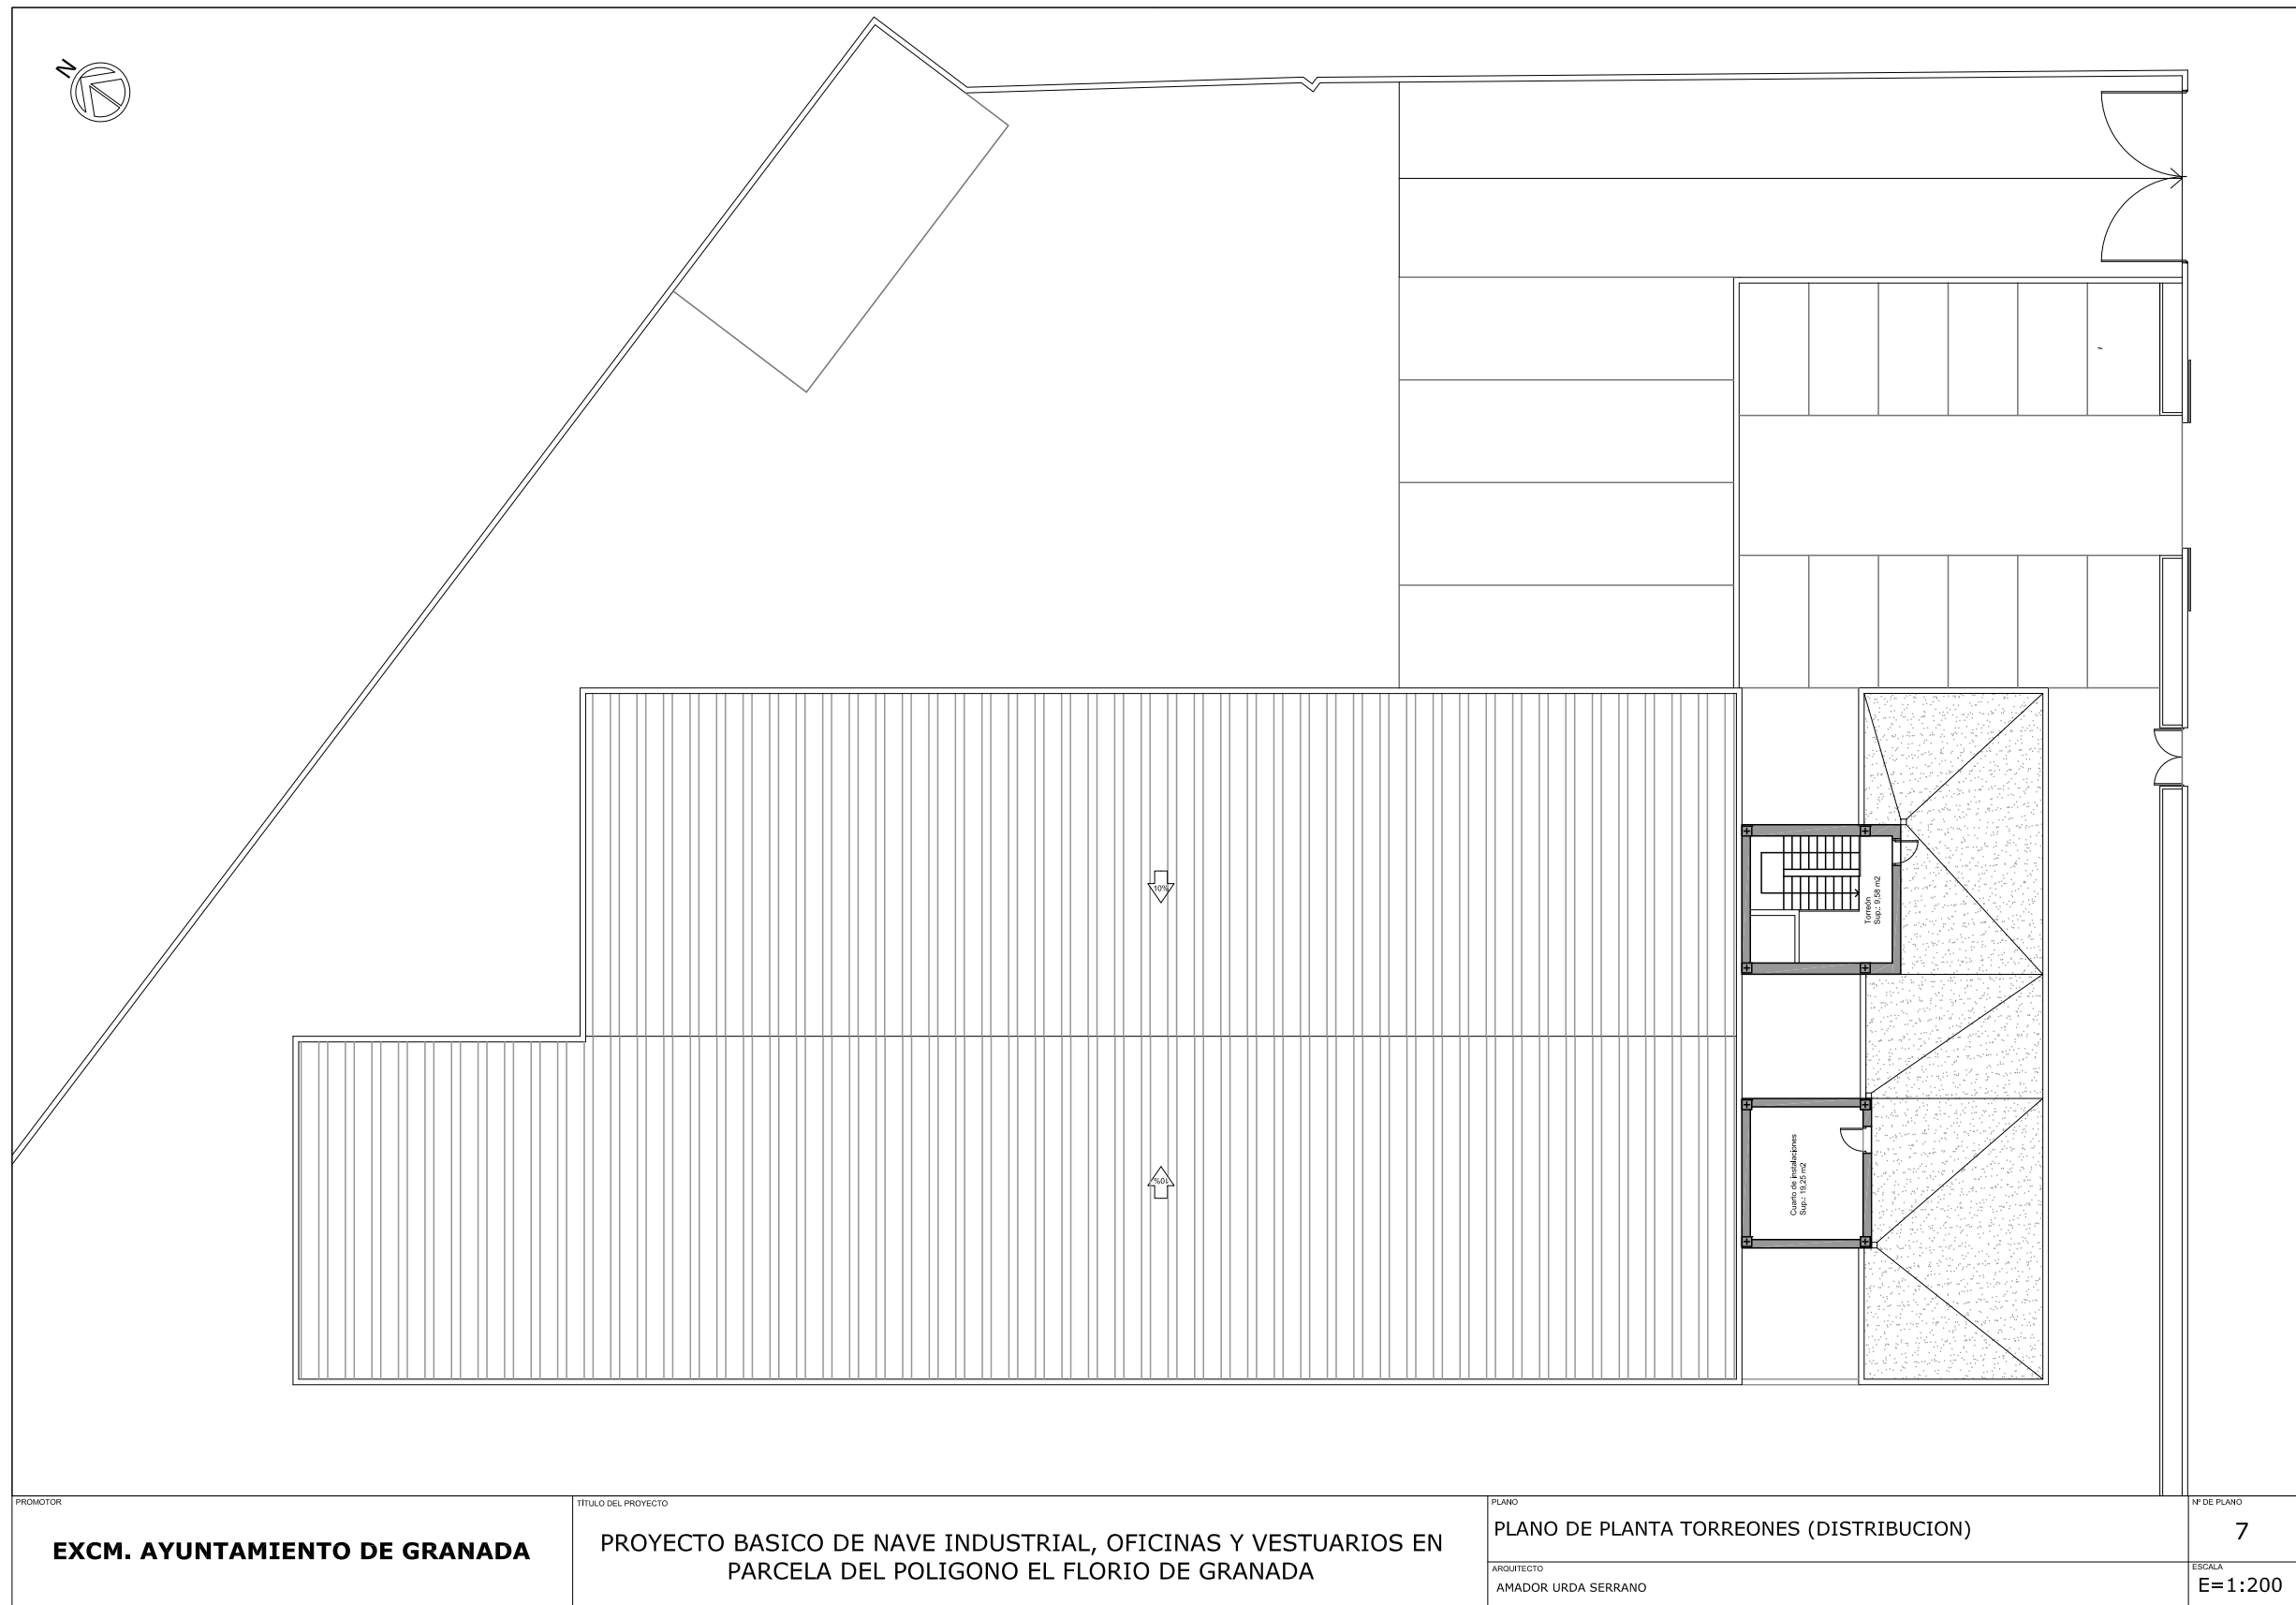 N
10%
Torreón
Sup.: 9,58 m2
10%
Cuarto de instalaciones
Sup.: 19,25 m2
PROMOTOR
EXCM. AYUNTAMIENTO DE GRANADA
TÍTULO DEL PROYECTO
PROYECTO BASICO DE NAVE INDUSTRIAL, OFICINAS Y VESTUARIOS EN
PARCELA DEL POLIGONO EL FLORIO DE GRANADA
PLANO
PLANO DE PLANTA TORREONES (DISTRIBUCION)
ARQUITECTO
AMADOR URDA SERRANO
Nº DE PLANO
7
ESCALA
E=1:200